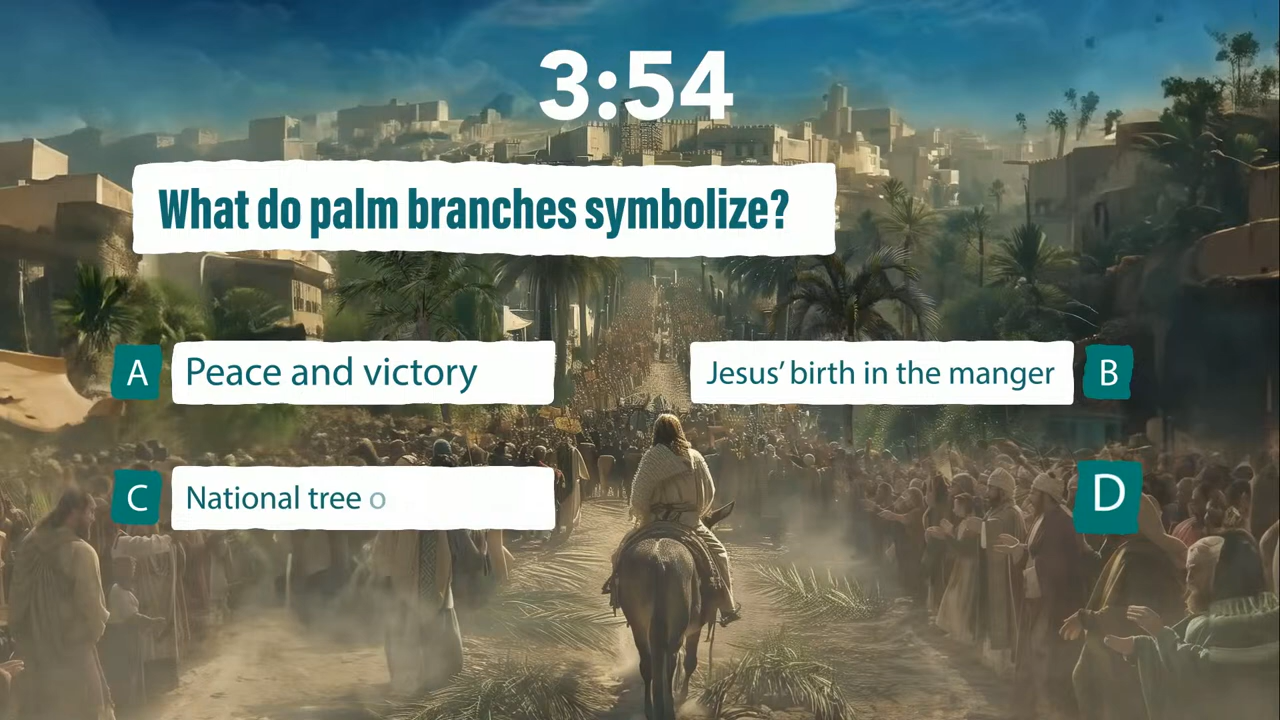 3:54
What do palm branches symbolize?
A Peace and victory
Jesus’ birth in the manger B
C National tree o
D